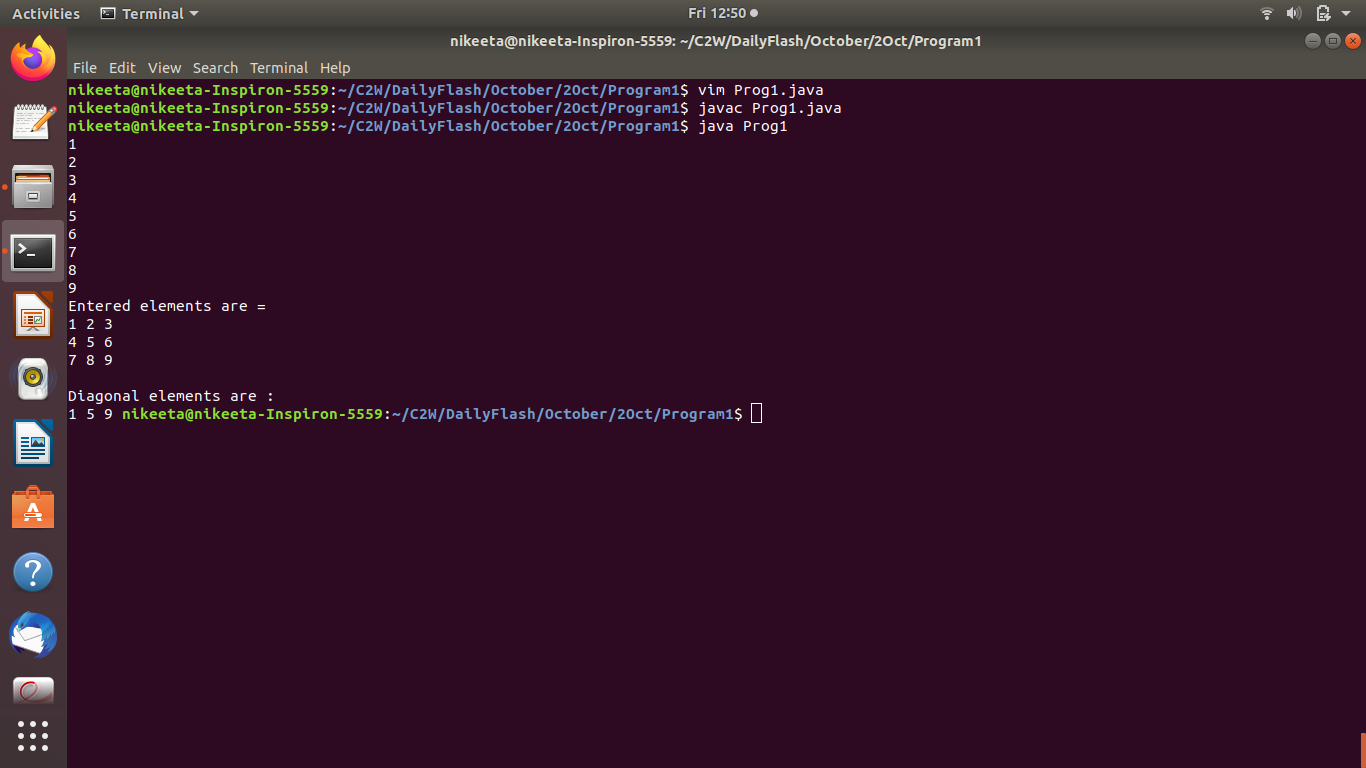 Activities Terminal Fri 12:50
nikeeta@nikeeta-Inspiron-5559: ~/C2W/DailyFlash/October/2Oct/Program1
File Edit View Search Terminal Help
nikeeta@nikeeta-Inspiron-5559:~/C2W/DailyFlash/October/2Oct/Program1$ vim Prog1.java
nikeeta@nikeeta-Inspiron-5559:~/C2W/DailyFlash/October/2Oct/Program1$ javac Prog1.java
nikeeta@nikeeta-Inspiron-5559:~/C2W/DailyFlash/October/2Oct/Program1$ java Prog1
1
2
3
4
5
6
7
8
9
Entered elements are =
1 2 3
4 5 6
7 8 9
Diagonal elements are :
1 5 9 nikeeta@nikeeta-Inspiron-5559:~/C2W/DailyFlash/October/2Oct/Program1$